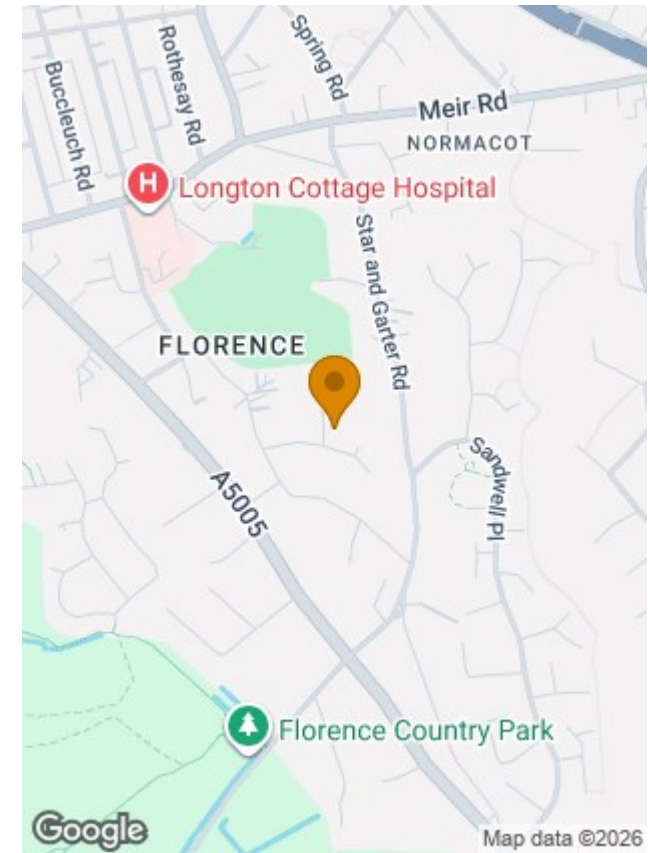 Spring Rd
Rothesay Rd
Buccleuch Rd
Meir Rd
NORMACOT
H
Longton Cottage Hospital
Star and Garter Rd
FLORENCE
Sandwell Pl
A5005
Florence Country Park
Google
Map data ©2026